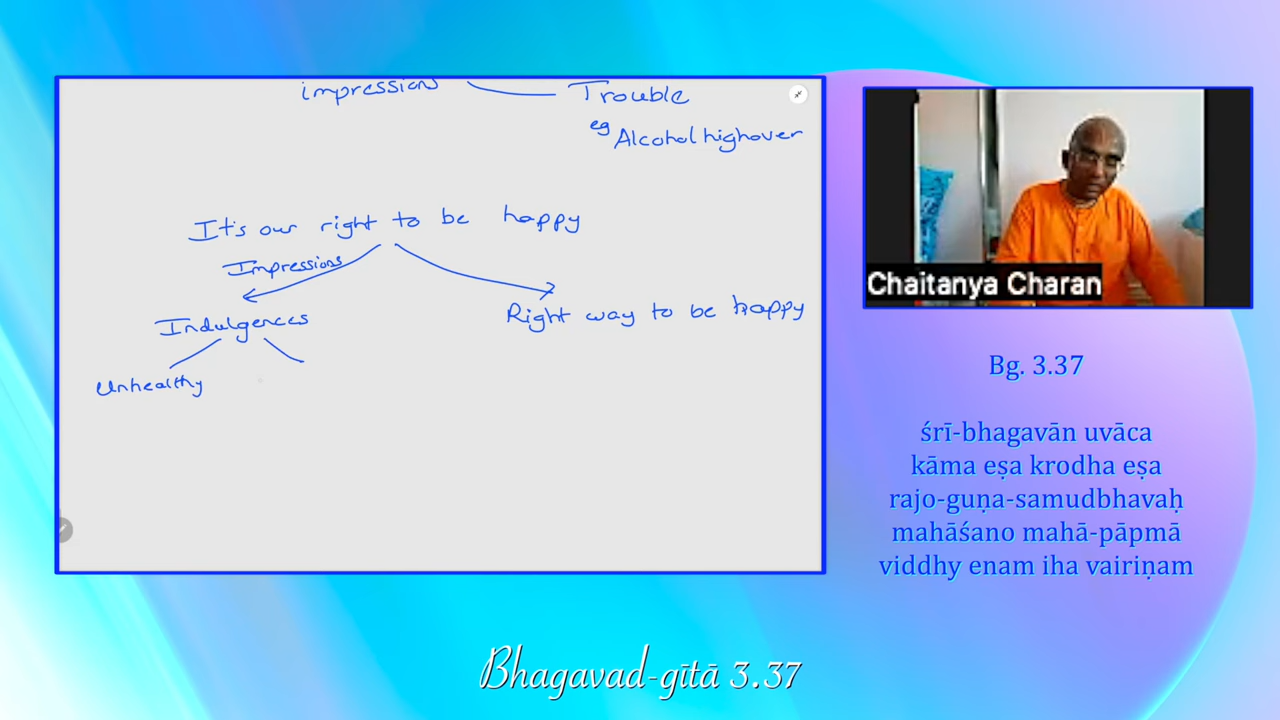 impressions Trouble
eg Alcohol highover
It's our right to be happy
Impressions
Indulgences
Right way to be happy
Unhealthy
Chaitanya Charan
Bg. 3.37
śrī-bhagavān uvāca
kāma eṣa krodha eṣa
rajo-guṇa-samudbhavaḥ
mahāśano mahā-pāpmā
viddhy enam iha vairiṇam
Bhagavad-gītā 3.37